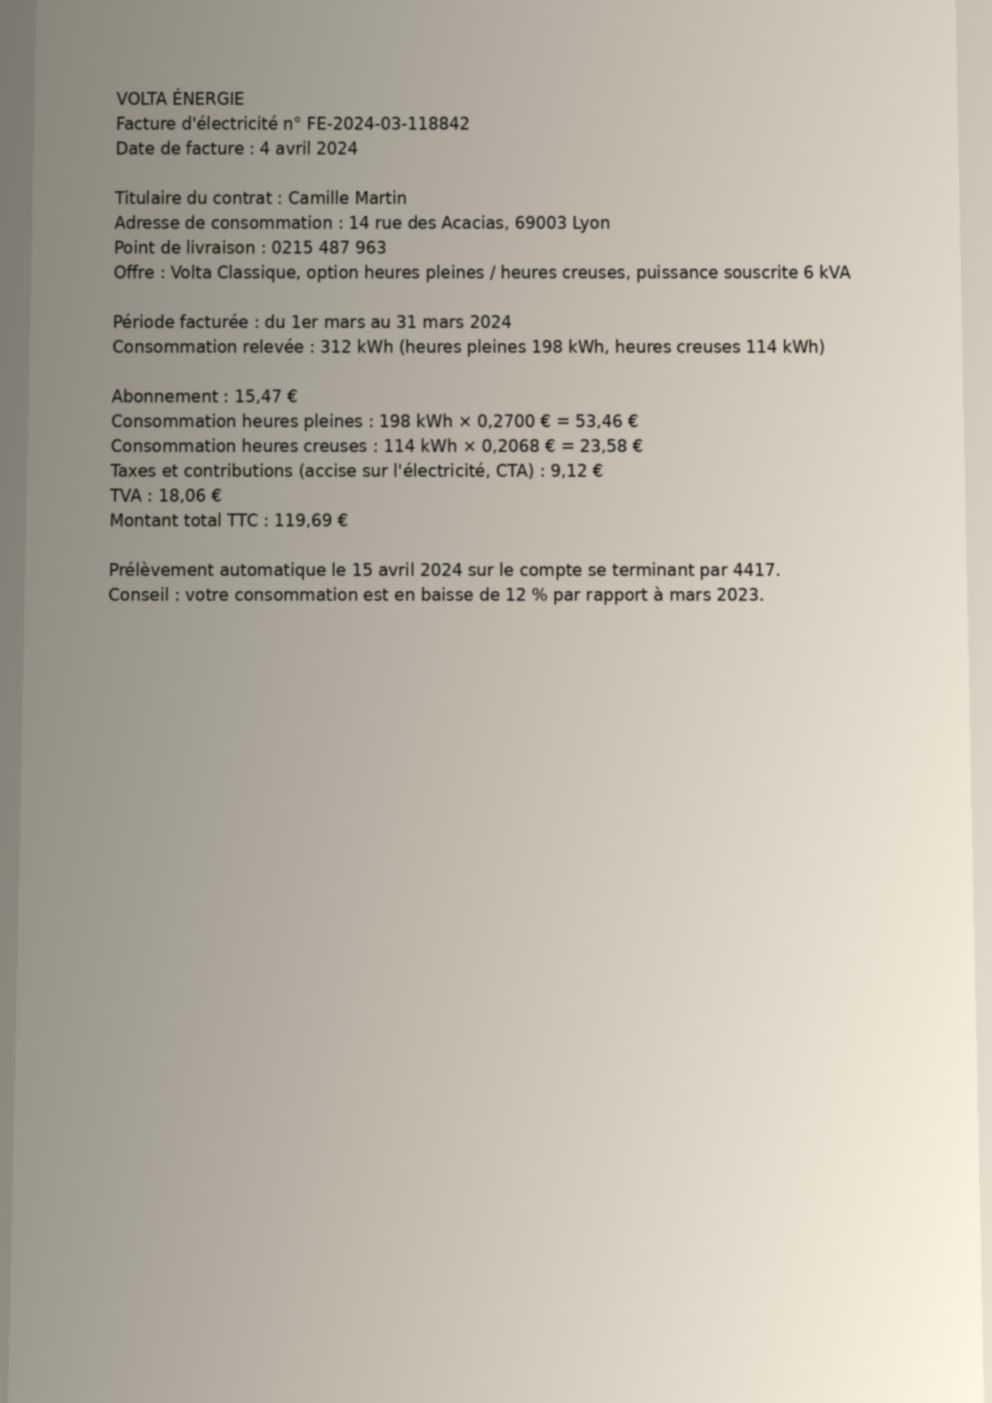 VOLTA ÉNERGIE
Facture d'électricité n° FE-2024-03-118842
Date de facture : 4 avril 2024
Titulaire du contrat : Camille Martin
Adresse de consommation : 14 rue des Acacias, 69003 Lyon
Point de livraison : 0215 487 963
Offre : Volta Classique, option heures pleines / heures creuses, puissance souscrite 6 kVA
Période facturée : du 1er mars au 31 mars 2024
Consommation relevée : 312 kWh (heures pleines 198 kWh, heures creuses 114 kWh)
Abonnement : 15,47 €
Consommation heures pleines : 198 kWh × 0,2700 € = 53,46 €
Consommation heures creuses : 114 kWh × 0,2068 € = 23,58 €
Taxes et contributions (accise sur l'électricité, CTA) : 9,12 €
TVA : 18,06 €
Montant total TTC : 119,69 €
Prélèvement automatique le 15 avril 2024 sur le compte se terminant par 4417.
Conseil : votre consommation est en baisse de 12 % par rapport à mars 2023.